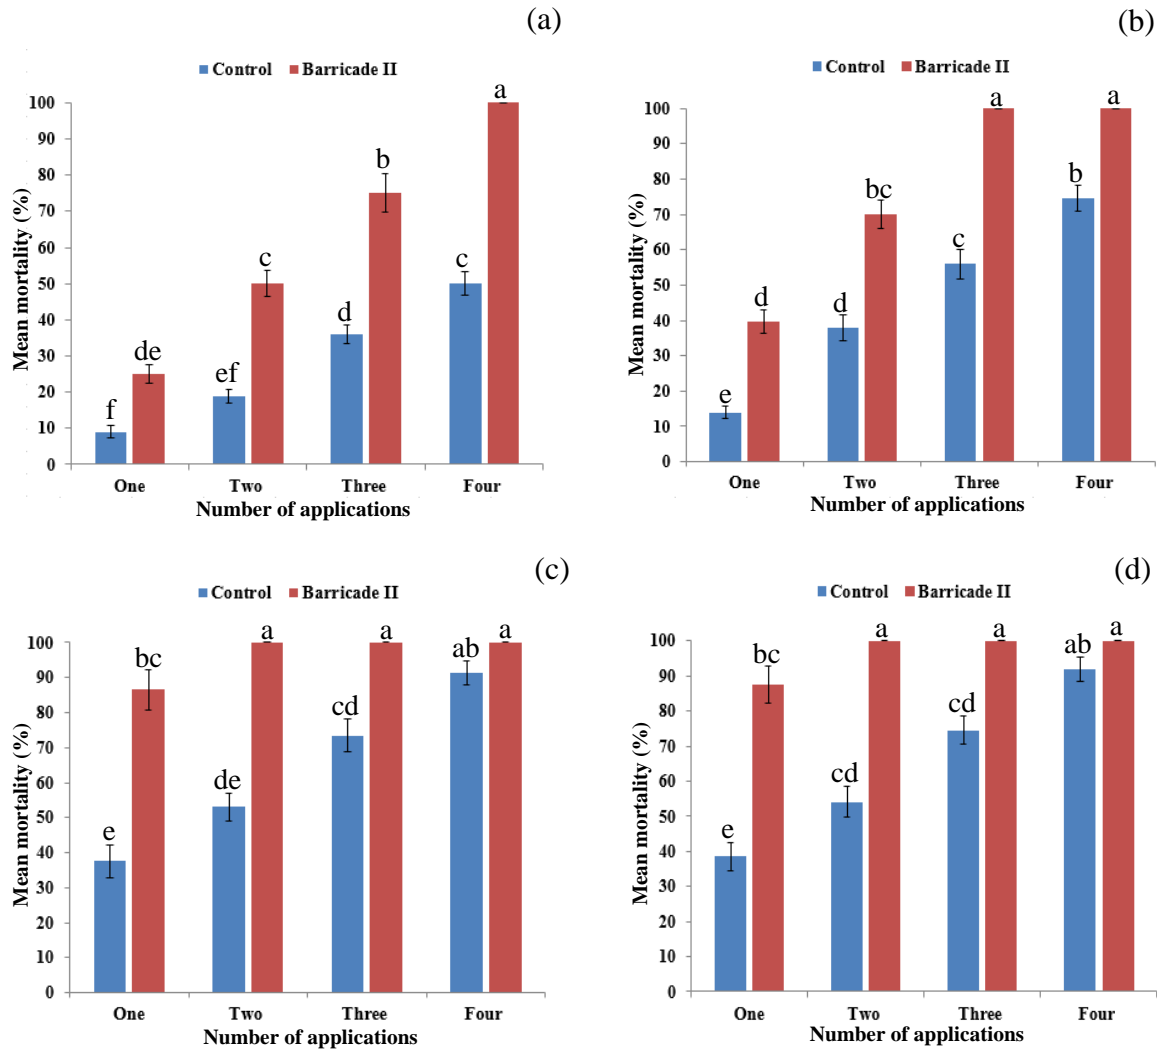 (a)
Control Barricade II
Mean mortality (%)
100
90
80
70
60
50
40
30
20
10
0
f de ef c d b c a
One Two Three Four
Number of applications
(b)
Control Barricade II
Mean mortality (%)
100
90
80
70
60
50
40
30
20
10
0
e d d bc c a b a
One Two Three Four
Number of applications
(c)
Control Barricade II
Mean mortality (%)
100
90
80
70
60
50
40
30
20
10
0
e bc de a cd a ab a
One Two Three Four
Number of applications
(d)
Control Barricade II
Mean mortality (%)
100
90
80
70
60
50
40
30
20
10
0
e bc cd a cd a ab a
One Two Three Four
Number of applications